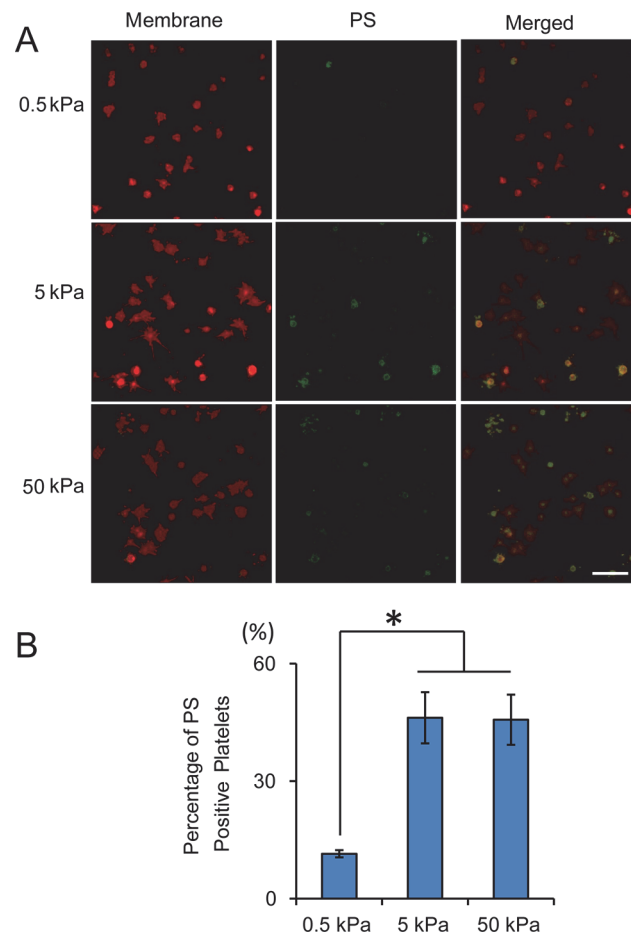 A
Membrane PS Merged
0.5 kPa
5 kPa
50 kPa
B
(%)
*
60
30
0
Percentage of PS
Positive Platelets
0.5 kPa 5 kPa 50 kPa